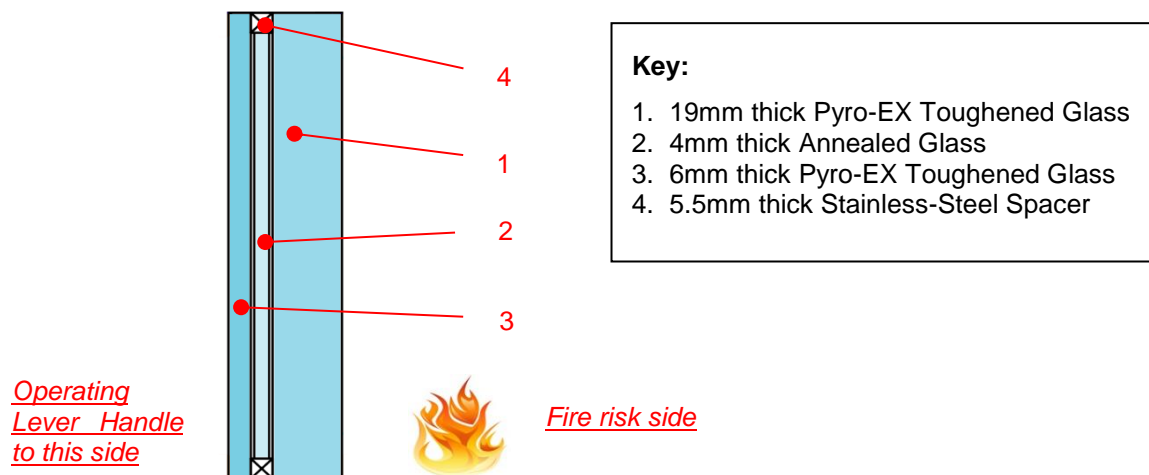 4
1
2
3
Operating
Lever Handle
to this side
Fire risk side
Key:
1. 19mm thick Pyro-EX Toughened Glass
2. 4mm thick Annealed Glass
3. 6mm thick Pyro-EX Toughened Glass
4. 5.5mm thick Stainless-Steel Spacer